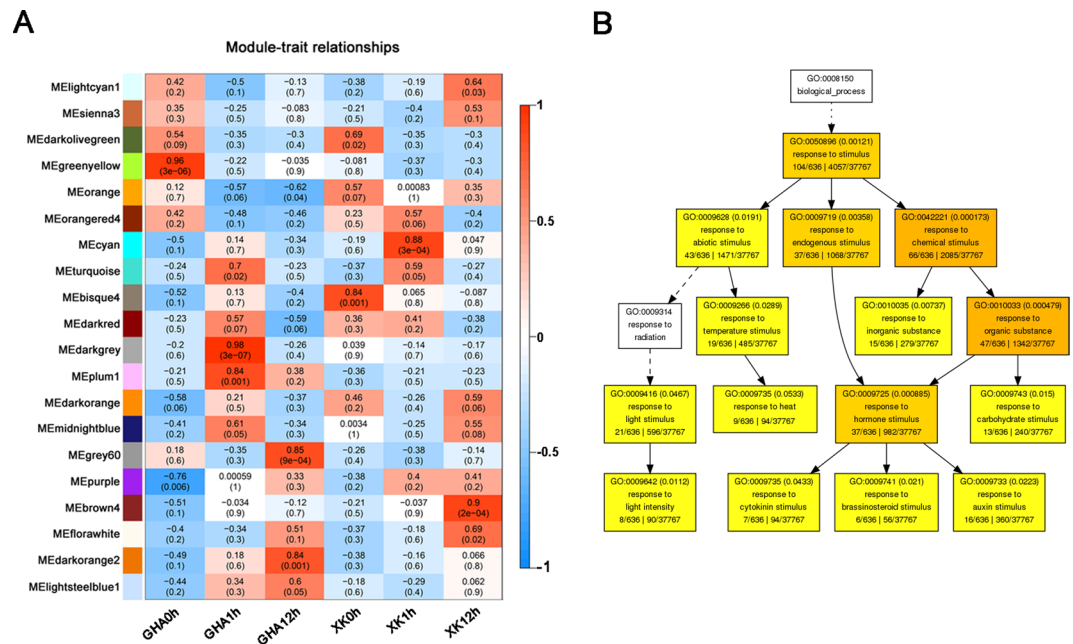 A
Module-trait relationships
MElightcyan1 0.42 −0.5 −0.13 −0.38 −0.19 0.64
(0.2) (0.1) (0.7) (0.2) (0.6) (0.03)
MEsienna3 0.35 −0.25 −0.083 −0.21 −0.4 0.53
(0.3) (0.5) (0.8) (0.5) (0.2) (0.1)
MEdarkolivegreen 0.54 −0.35 −0.3 0.69 −0.35 −0.3
(0.09) (0.3) (0.4) (0.02) (0.3) (0.4)
MEgreenyellow 0.96 −0.22 −0.035 −0.081 −0.37 −0.3
(3e−06) (0.5) (0.9) (0.8) (0.3) (0.4)
MEorange 0.12 −0.57 −0.62 0.57 0.00083 0.35
(0.7) (0.06) (0.04) (0.07) (1) (0.3)
MEorangered4 0.42 −0.48 −0.46 0.23 0.57 −0.4
(0.2) (0.1) (0.2) (0.5) (0.06) (0.2)
MEcyan −0.5 0.14 −0.34 −0.19 0.88 0.047
(0.1) (0.7) (0.3) (0.6) (3e−04) (0.9)
MEturquoise −0.24 0.7 −0.23 −0.37 0.59 −0.27
(0.5) (0.02) (0.5) (0.3) (0.05) (0.4)
MEbisque4 −0.52 0.13 −0.4 0.84 0.065 −0.087
(0.1) (0.7) (0.2) (0.001) (0.8) (0.8)
MEdarkred −0.23 0.57 −0.59 0.36 0.41 −0.38
(0.5) (0.07) (0.06) (0.3) (0.2) (0.2)
MEdarkgrey −0.2 0.98 −0.26 0.039 −0.14 −0.17
(0.6) (3e−07) (0.4) (0.9) (0.7) (0.6)
MEplum1 −0.21 0.84 0.38 −0.36 −0.21 −0.23
(0.5) (0.001) (0.2) (0.3) (0.5) (0.5)
MEdarkorange −0.58 0.21 −0.37 0.46 −0.26 0.59
(0.06) (0.5) (0.3) (0.2) (0.4) (0.06)
MEmidnightblue −0.41 0.61 −0.34 0.0034 −0.25 0.55
(0.2) (0.05) (0.3) (1) (0.5) (0.08)
MEgrey60 0.18 −0.35 0.85 −0.26 −0.38 −0.14
(0.6) (0.3) (9e−04) (0.4) (0.3) (0.7)
MEpurple −0.76 0.00059 0.33 −0.38 0.4 0.41
(0.006) (1) (0.3) (0.2) (0.2) (0.2)
MEbrown4 −0.51 −0.034 −0.12 −0.21 −0.037 0.9
(0.1) (0.9) (0.7) (0.5) (0.9) (2e−04)
MEflorawhite −0.4 −0.34 0.51 −0.37 −0.18 0.69
(0.2) (0.3) (0.1) (0.3) (0.6) (0.02)
MEdarkorange2 −0.49 0.18 0.84 −0.38 −0.16 0.066
(0.1) (0.6) (0.001) (0.3) (0.6) (0.8)
MElightsteelblue1 −0.44 0.34 0.6 −0.18 −0.29 0.062
(0.2) (0.3) (0.05) (0.6) (0.4) (0.9)
GHA0h GHA1h GHA12h XK0h XK1h XK12h
1
0.5
0
−0.5
−1
B
GO:0008150
biological_process
GO:0050896 (0.00121)
response to stimulus
104/636 | 4057/37767
GO:0009628 (0.0191)
response to
abiotic stimulus
43/636 | 1471/37767
GO:0009719 (0.00358)
response to
endogenous stimulus
37/636 | 1068/37767
GO:0042221 (0.000173)
response to
chemical stimulus
66/636 | 2085/37767
GO:0009314
response to
radiation
GO:0009266 (0.0289)
response to
temperature stimulus
19/636 | 485/37767
GO:0010035 (0.00737)
response to
inorganic substance
15/636 | 279/37767
GO:0010033 (0.000479)
response to
organic substance
47/636 | 1342/37767
GO:0009416 (0.0467)
response to
light stimulus
21/636 | 596/37767
GO:0009735 (0.0533)
response to heat
9/636 | 94/37767
GO:0009725 (0.000885)
response to
hormone stimulus
37/636 | 982/37767
GO:0009743 (0.015)
response to
carbohydrate stimulus
13/636 | 240/37767
GO:0009642 (0.0112)
response to
light intensity
8/636 | 90/37767
GO:0009735 (0.0433)
response to
cytokinin stimulus
7/636 | 94/37767
GO:0009741 (0.021)
response to
brassinosteroid stimulus
6/636 | 56/37767
GO:0009733 (0.0223)
response to
auxin stimulus
16/636 | 360/37767